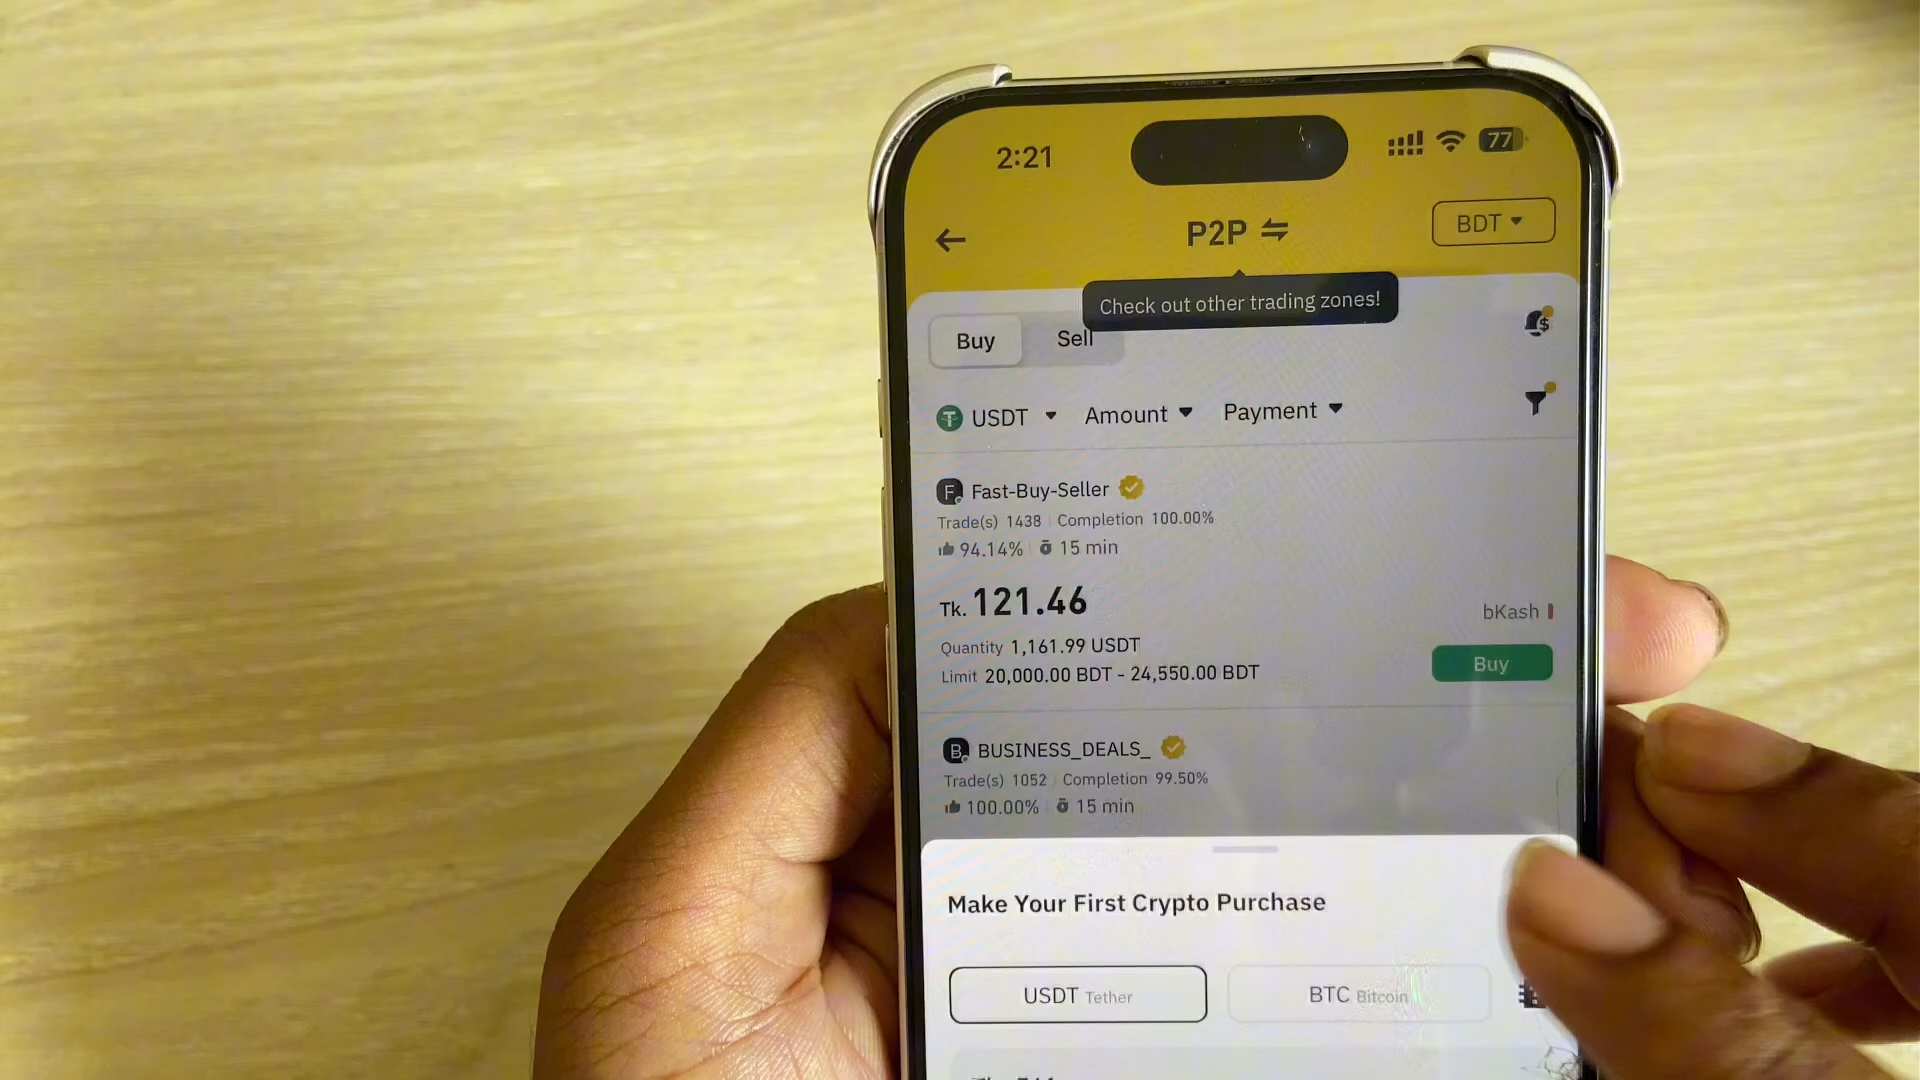 2:21
77
P2P
BDT
Check out other trading zones!
Buy
Sell
USDT
Amount
Payment
F Fast-Buy-Seller
Trade(s) 1438 Completion 100.00%
94.14% 15 min
Tk. 121.46
bKash
Quantity 1,161.99 USDT
Limit 20,000.00 BDT - 24,550.00 BDT
Buy
B BUSINESS_DEALS_
Trade(s) 1052 Completion 99.50%
100.00% 15 min
Make Your First Crypto Purchase
USDT Tether
BTC Bitcoin